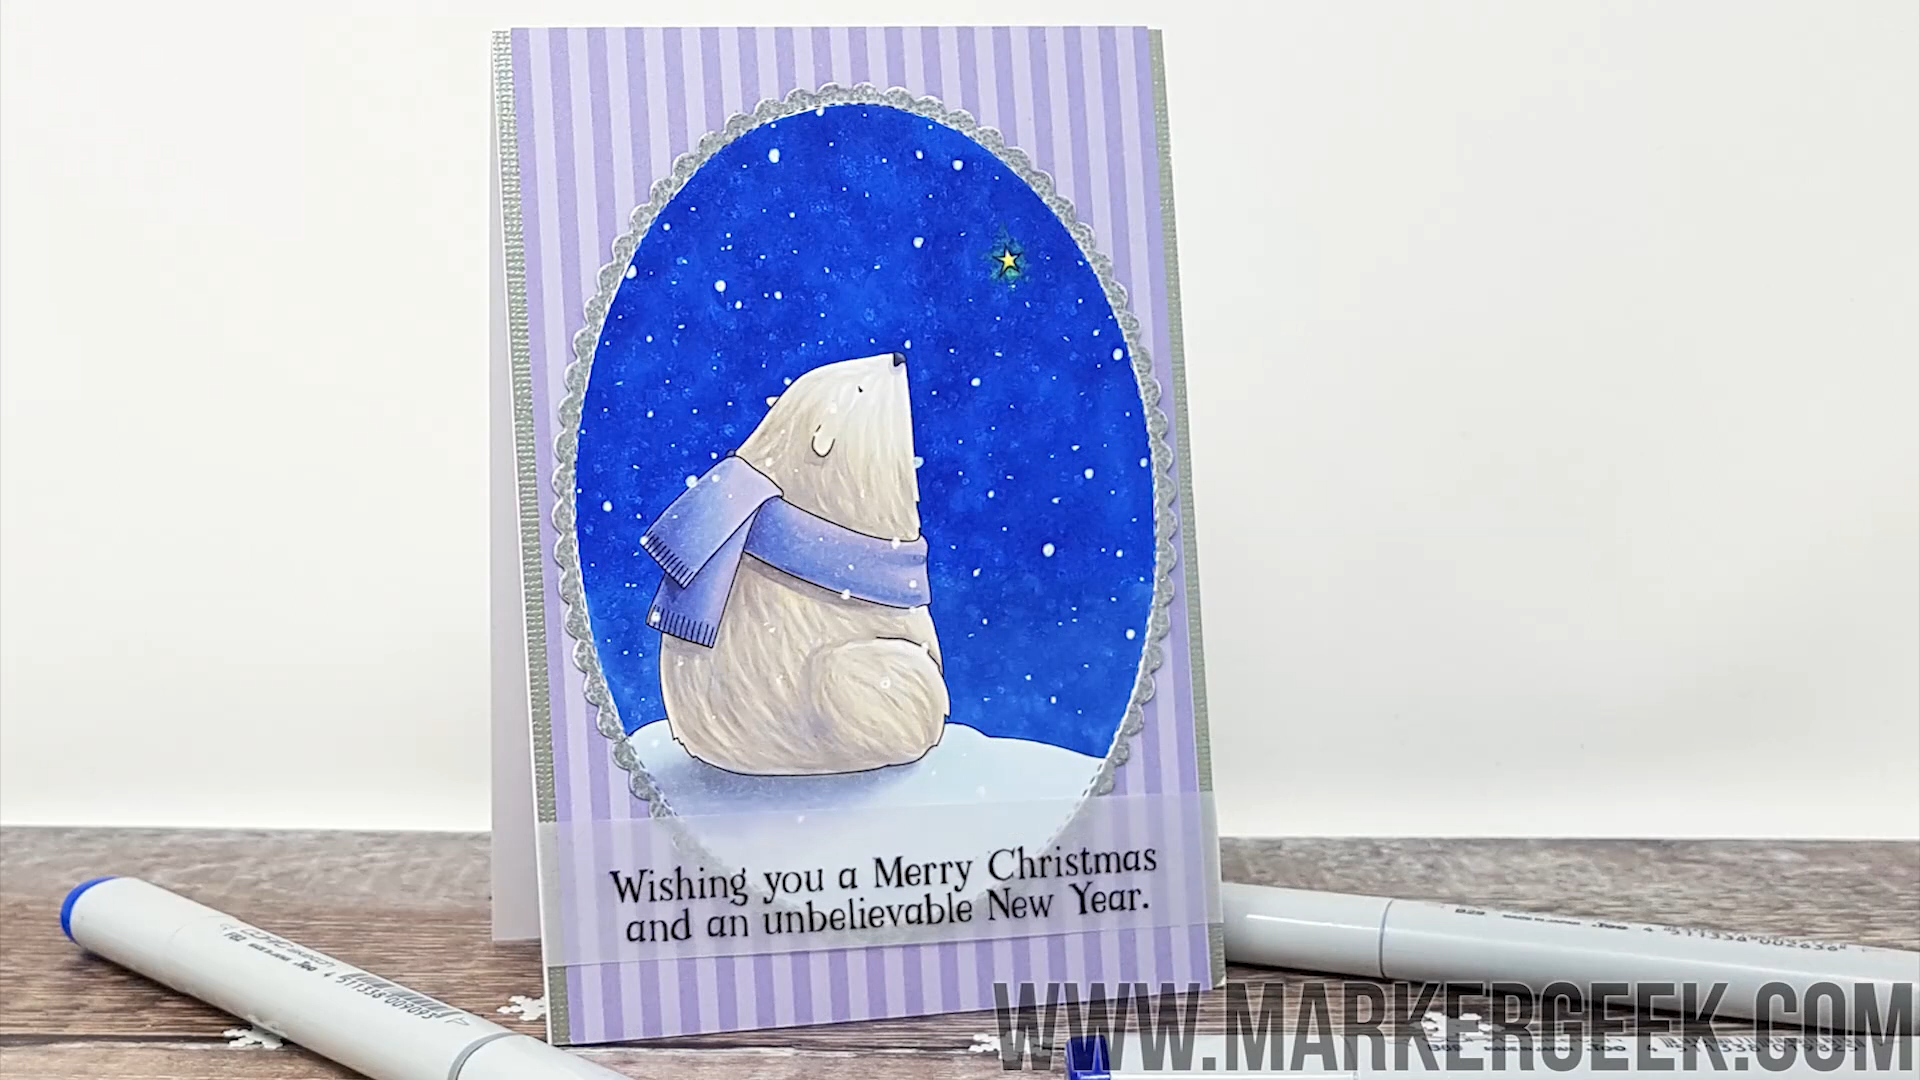 Wishing you a Merry Christmas
and an unbelievable New Year.
WWW.MARKERGEEK.COM